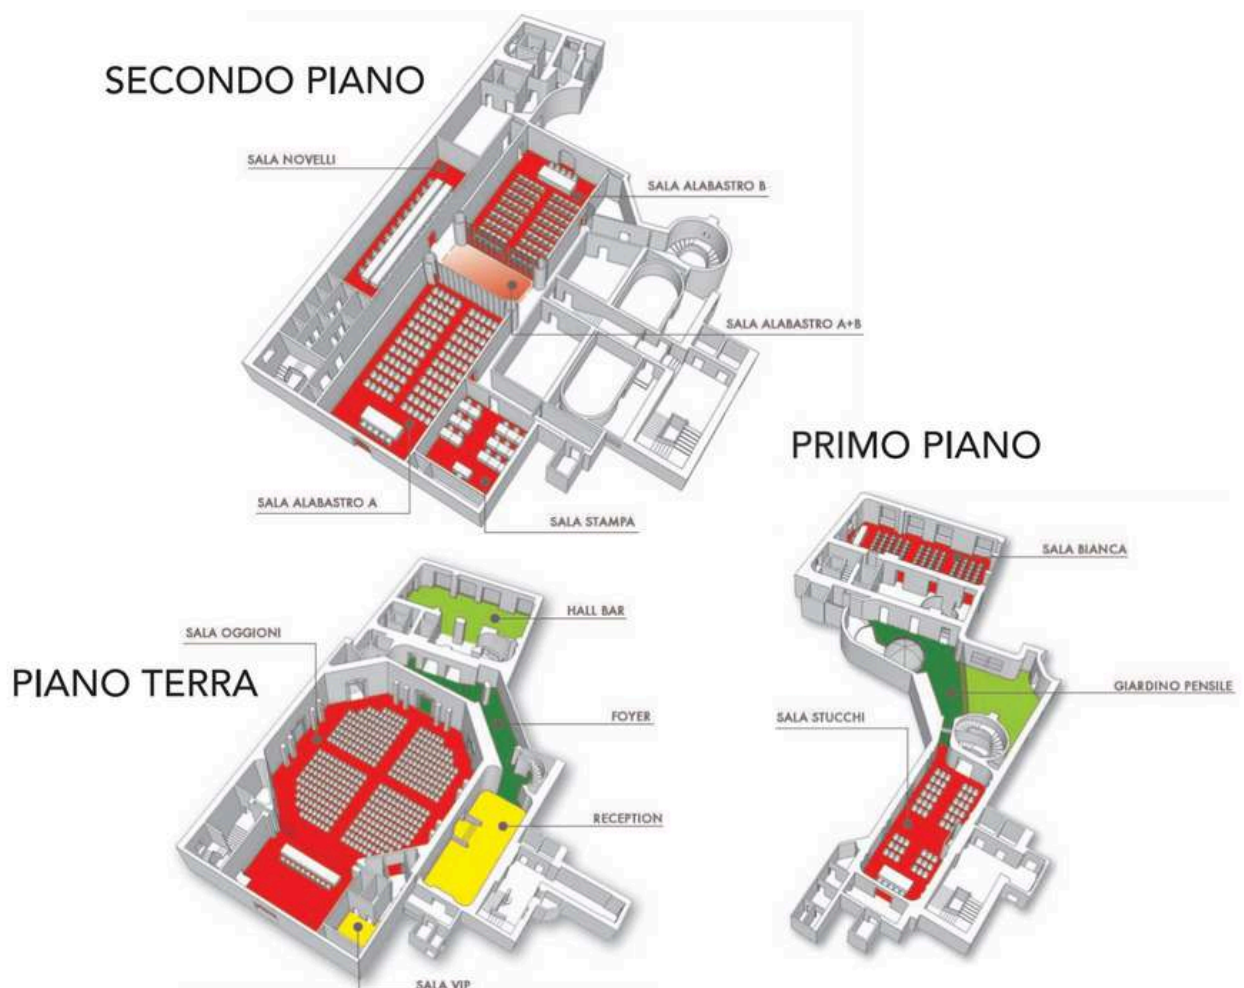 SECONDO PIANO
SALA NOVELLI
SALA ALABASTRO B
SALA ALABASTRO A+B
SALA ALABASTRO A
SALA STAMPA
PRIMO PIANO
SALA BIANCA
GIARDINO PENSILE
SALA STUCCHI
PIANO TERRA
HALL BAR
SALA OGGIONI
FOYER
RECEPTION
SALA VIP